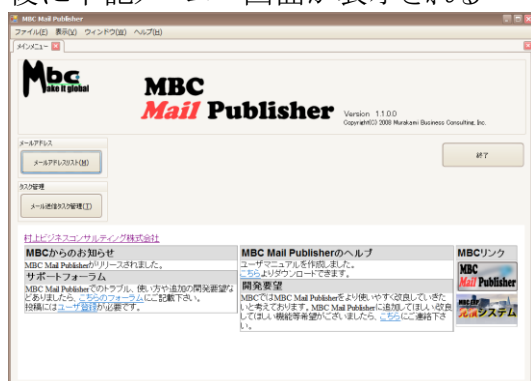 後に下記メニュー画面が表示される
MBC Mail Publisher
ファイル(F) 表示(V) ウィンドウ(W) ヘルプ(H)
メインメニュー
Mbc
Make it global
MBC
Mail Publisher
Version 1.1.0.0
Copyright(C) 2008 Murakami Business Consulting, Inc.
メールアドレス
メールアドレスリスト(M)
終了
タスク管理
メール送信タスク管理(T)
村上ビジネスコンサルティング株式会社
MBCからのお知らせ
MBC Mail Publisherがリリースされました。
サポートフォーラム
MBC Mail Publisherでのトラブル、使い方や追加の開発要望な
どありましたら、こちらのフォーラムにご記載下さい。
投稿にはユーザ登録が必要です。
MBC Mail Publisherのヘルプ
ユーザマニュアルを作成しました。
こちらよりダウンロードできます。
開発要望
MBCではMBC Mail Publisherをより使いやすく改良していきた
いと考えております。MBC Mail Publisherに追加してほしい、改良
してほしい機能等希望がございましたら、こちらにご連絡下さ
い。
MBCリンク
MBC
Mail Publisher
システム